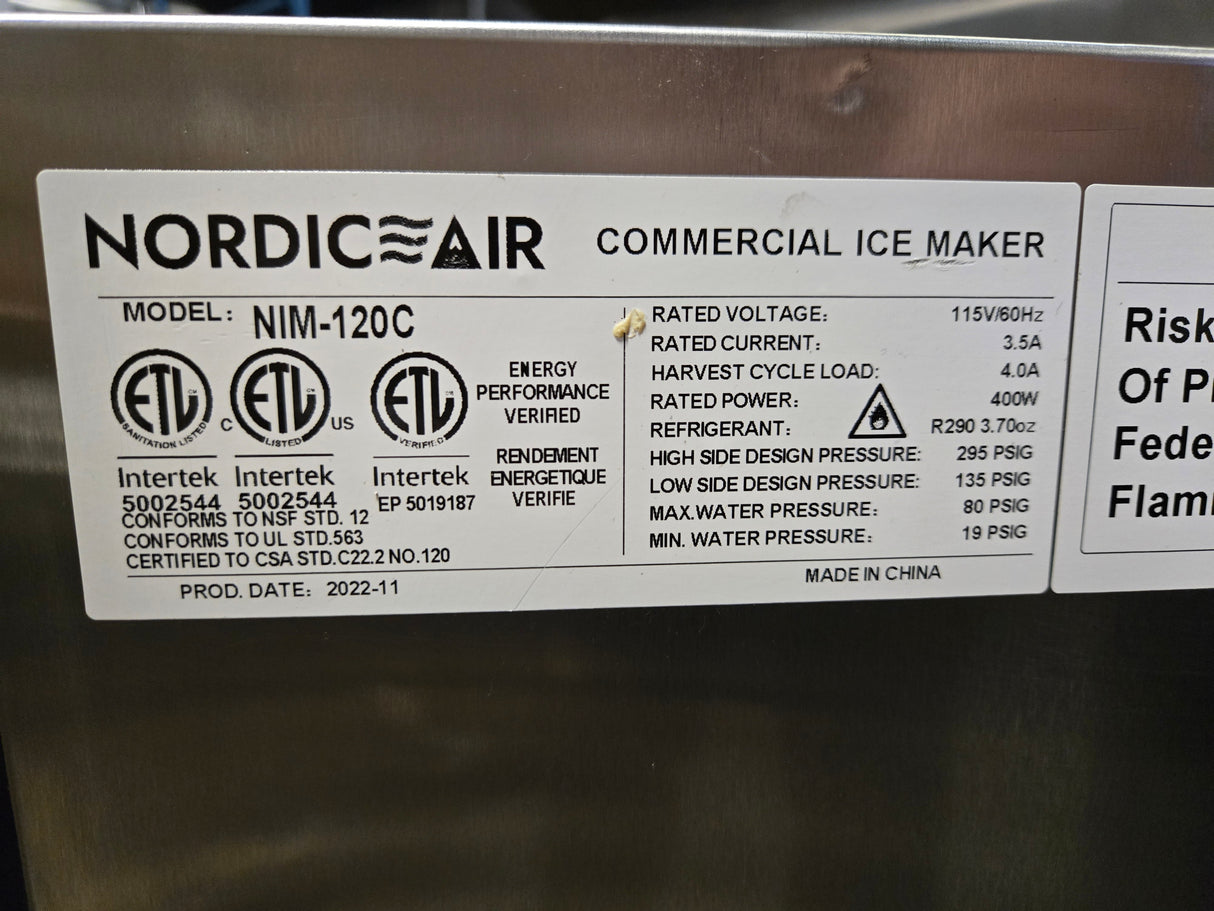 NORDIC AIR
COMMERCIAL ICE MAKER
MODEL: NIM-120C
ETL CM
SANITATION LISTED
Intertek
5002544
C ETL CM US
LISTED
Intertek
5002544
ETL CM
VERIFIED
Intertek
EP 5019187
ENERGY
PERFORMANCE
VERIFIED
RENDEMENT
ENERGETIQUE
VERIFIE
CONFORMS TO NSF STD. 12
CONFORMS TO UL STD.563
CERTIFIED TO CSA STD.C22.2 NO.120
RATED VOLTAGE: 115V/60Hz
RATED CURRENT: 3.5A
HARVEST CYCLE LOAD: 4.0A
RATED POWER: 400W
REFRIGERANT: R290 3.70oz
HIGH SIDE DESIGN PRESSURE: 295 PSIG
LOW SIDE DESIGN PRESSURE: 135 PSIG
MAX.WATER PRESSURE: 80 PSIG
MIN. WATER PRESSURE: 19 PSIG
PROD. DATE: 2022-11
MADE IN CHINA
Risk
Of P
Fede
Flam